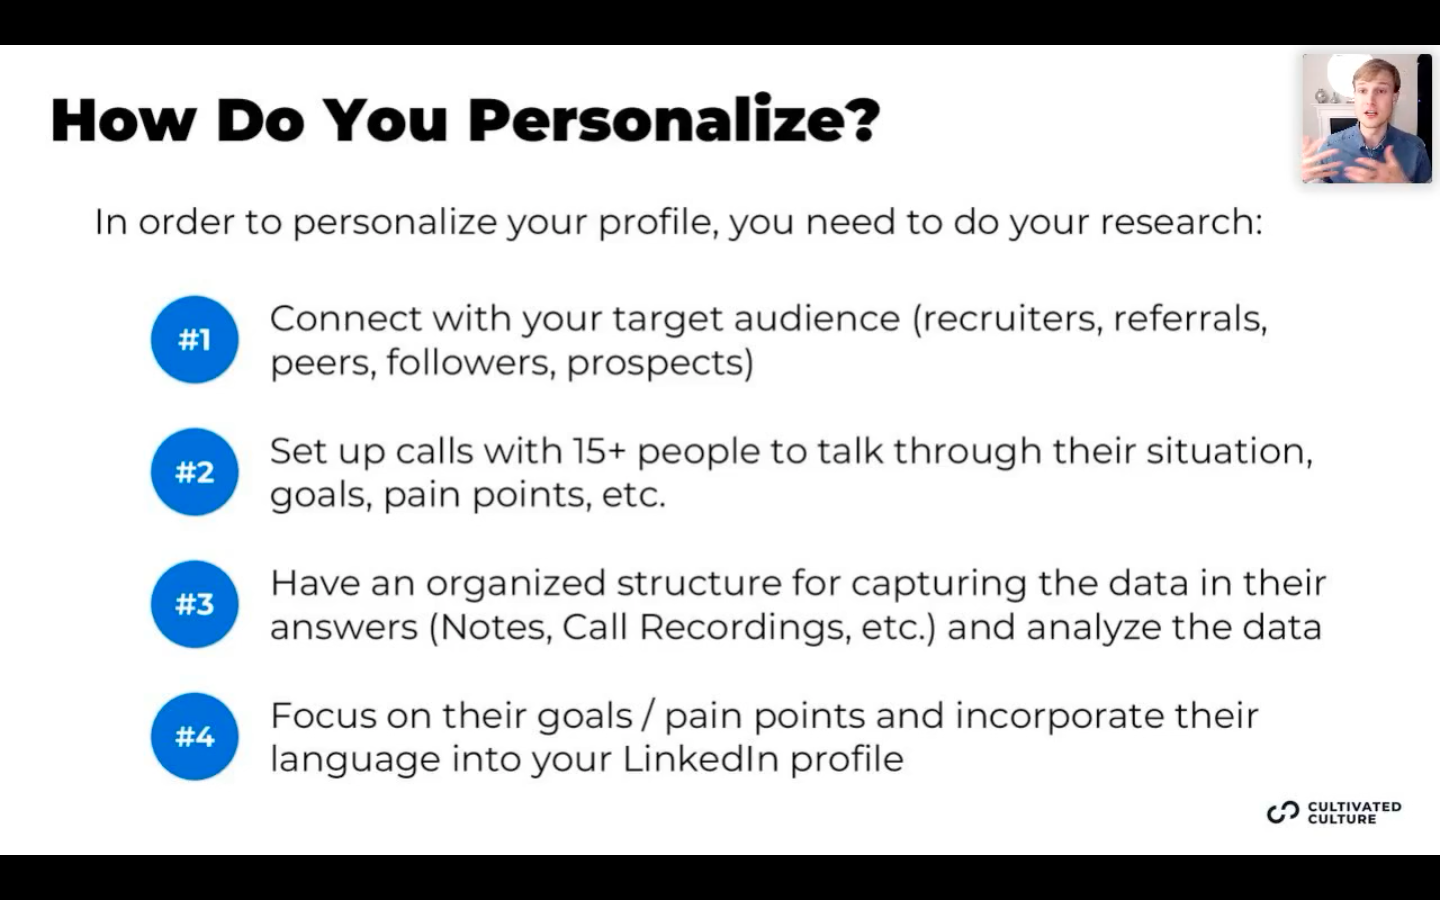 How Do You Personalize?
In order to personalize your profile, you need to do your research:
#1
Connect with your target audience (recruiters, referrals,
peers, followers, prospects)
#2
Set up calls with 15+ people to talk through their situation,
goals, pain points, etc.
#3
Have an organized structure for capturing the data in their
answers (Notes, Call Recordings, etc.) and analyze the data
#4
Focus on their goals / pain points and incorporate their
language into your LinkedIn profile
CULTIVATED
CULTURE